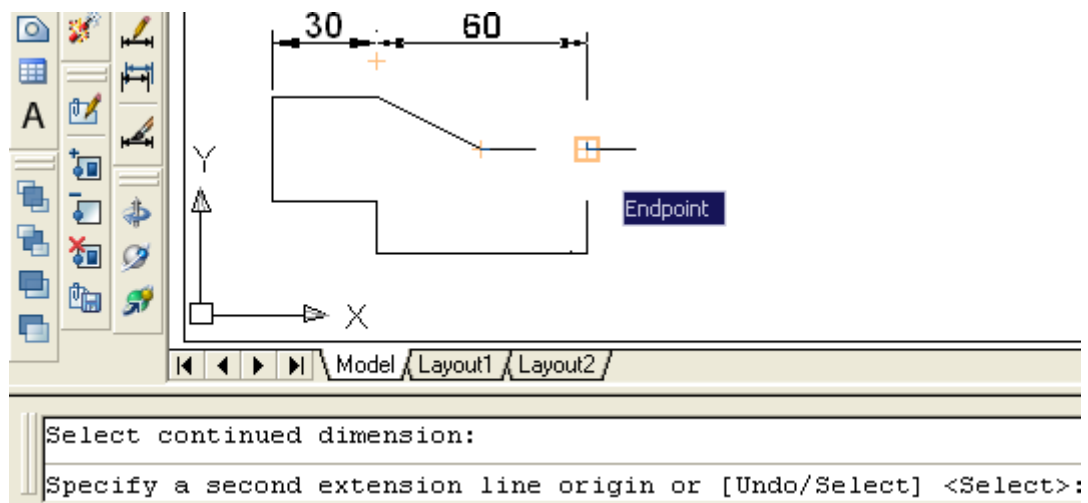 30 60
A
Y
Endpoint
X
Model Layout1 Layout2
Select continued dimension:
Specify a second extension line origin or [Undo/Select] <Select>: